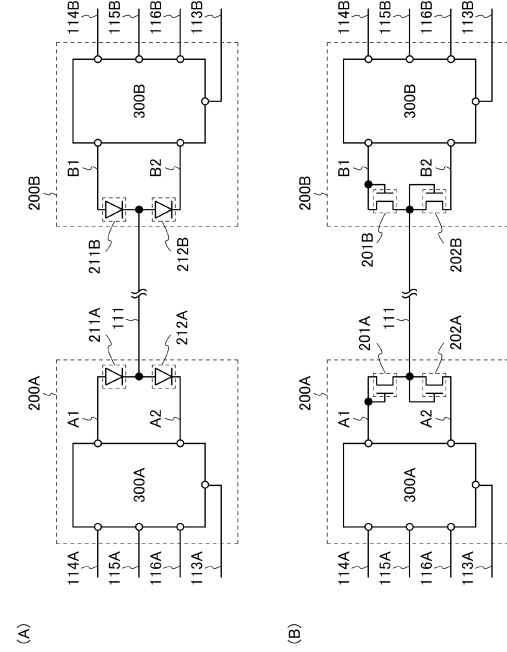 (A)
200A
200B
114A
115A
116A
113A
300A
A1
A2
211A
212A
111
211B
212B
B1
B2
300B
114B
115B
116B
113B
(B)
200A
200B
114A
115A
116A
113A
300A
A1
A2
201A
202A
111
201B
202B
B1
B2
300B
114B
115B
116B
113B